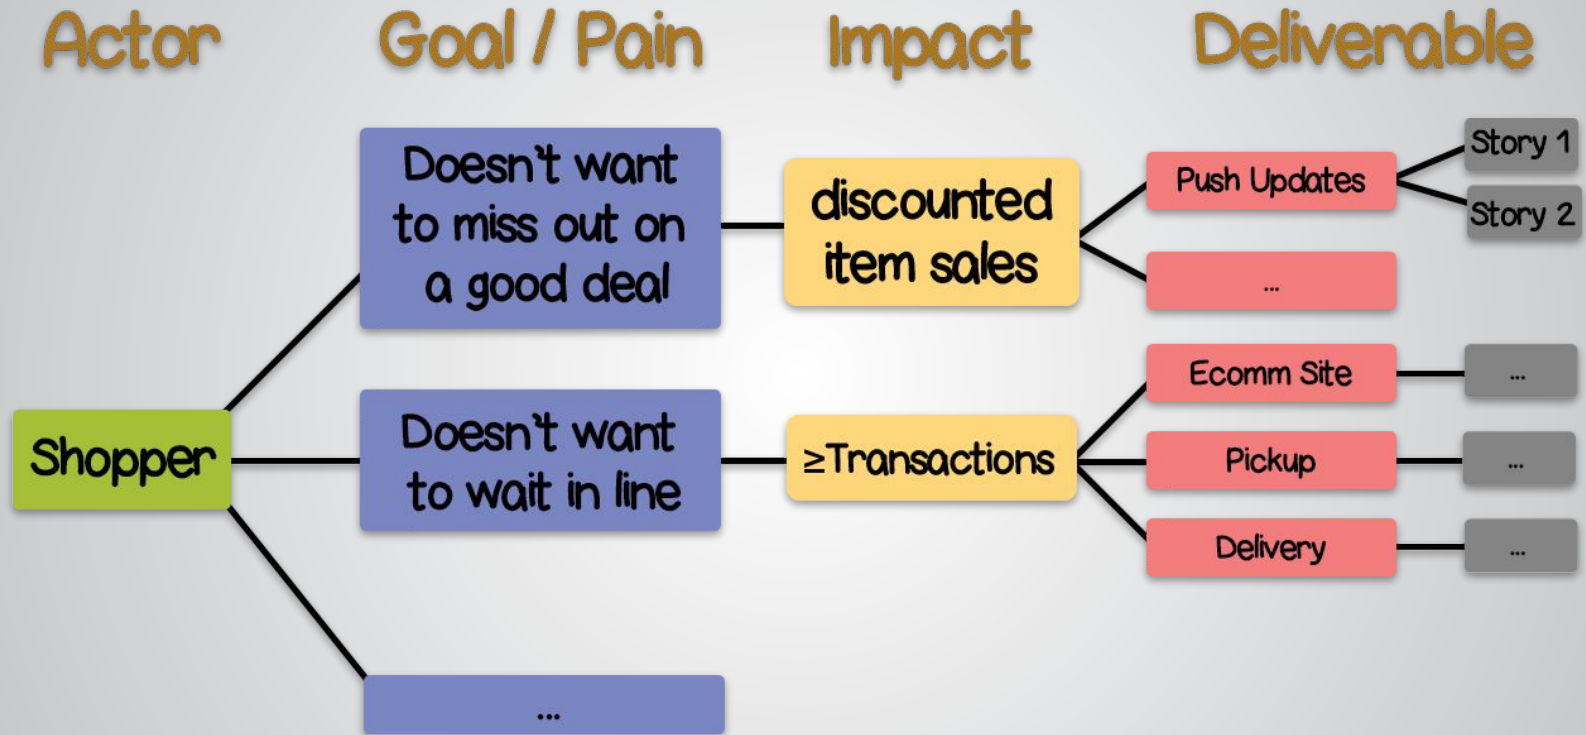 Actor
Goal / Pain
Impact
Deliverable
Shopper
Doesn't want
to miss out on
a good deal
discounted
item sales
Push Updates
Story 1
Story 2
...
Doesn't want
to wait in line
≥Transactions
Ecomm Site
...
Pickup
...
Delivery
...
...